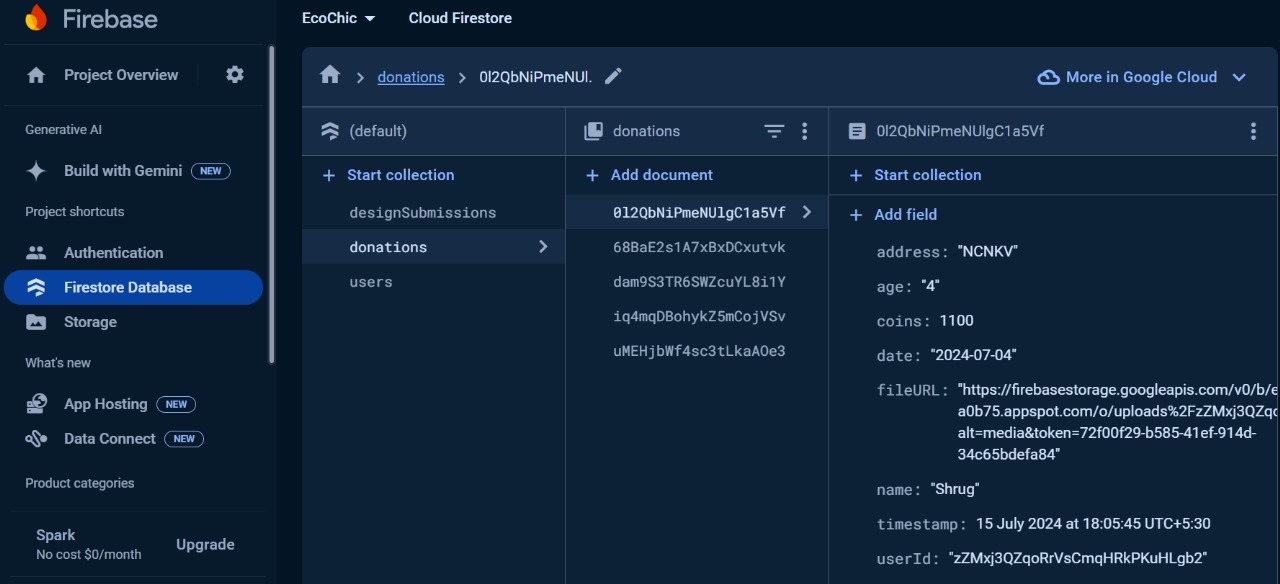 Firebase
EcoChic
Cloud Firestore
Project Overview
Generative AI
Build with Gemini NEW
Project shortcuts
Authentication
Firestore Database
Storage
What's new
App Hosting NEW
Data Connect NEW
Product categories
Spark
No cost $0/month
Upgrade
donations
0l2QbNiPmeNUl.
More in Google Cloud
(default)
Start collection
designSubmissions
donations
users
donations
Add document
0l2QbNiPmeNUlgC1a5Vf
68BaE2s1A7xBxDCxutvk
dam9S3TR6SWZcuYL8i1Y
iq4mqDBohykZ5mCojVSv
uMEHjbWf4sc3tLkaAOe3
0l2QbNiPmeNUlgC1a5Vf
Start collection
Add field
address: "NCNKV"
age: "4"
coins: 1100
date: "2024-07-04"
fileURL: "https://firebasestorage.googleapis.com/v0/b/e
a0b75.appspot.com/o/uploads%2FzZMxj3QZqo
alt=media&token=72f00f29-b585-41ef-914d-
34c65bdefa84"
name: "Shrug"
timestamp: 15 July 2024 at 18:05:45 UTC+5:30
userId: "zZMxj3QZqoRrVsCmqHRkPKuHLgb2"